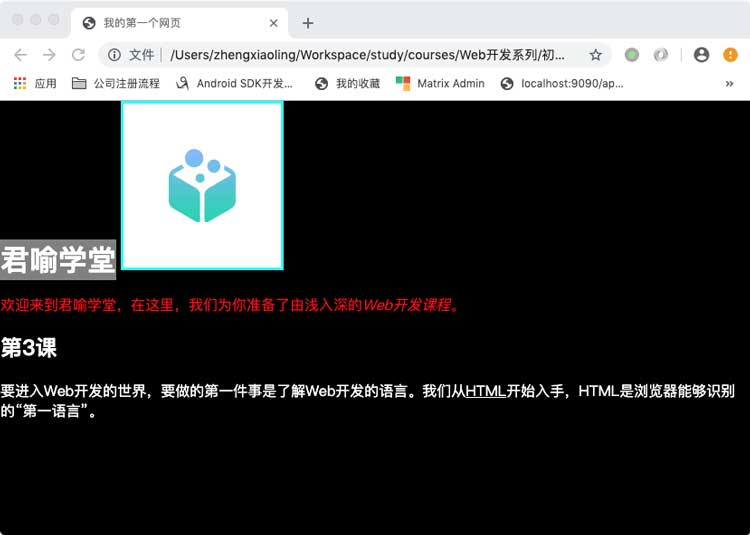 我的第一个网页
文件 /Users/zhengxiaoling/Workspace/study/courses/Web开发系列/初...
应用 公司注册流程 Android SDK开发... 我的收藏 Matrix Admin localhost:9090/ap... »
君喻学堂
欢迎来到君喻学堂，在这里，我们为你准备了由浅入深的Web开发课程。
第3课
要进入Web开发的世界，要做的第一件事是了解Web开发的语言。我们从HTML开始入手，HTML是浏览器能够识别
的“第一语言”。